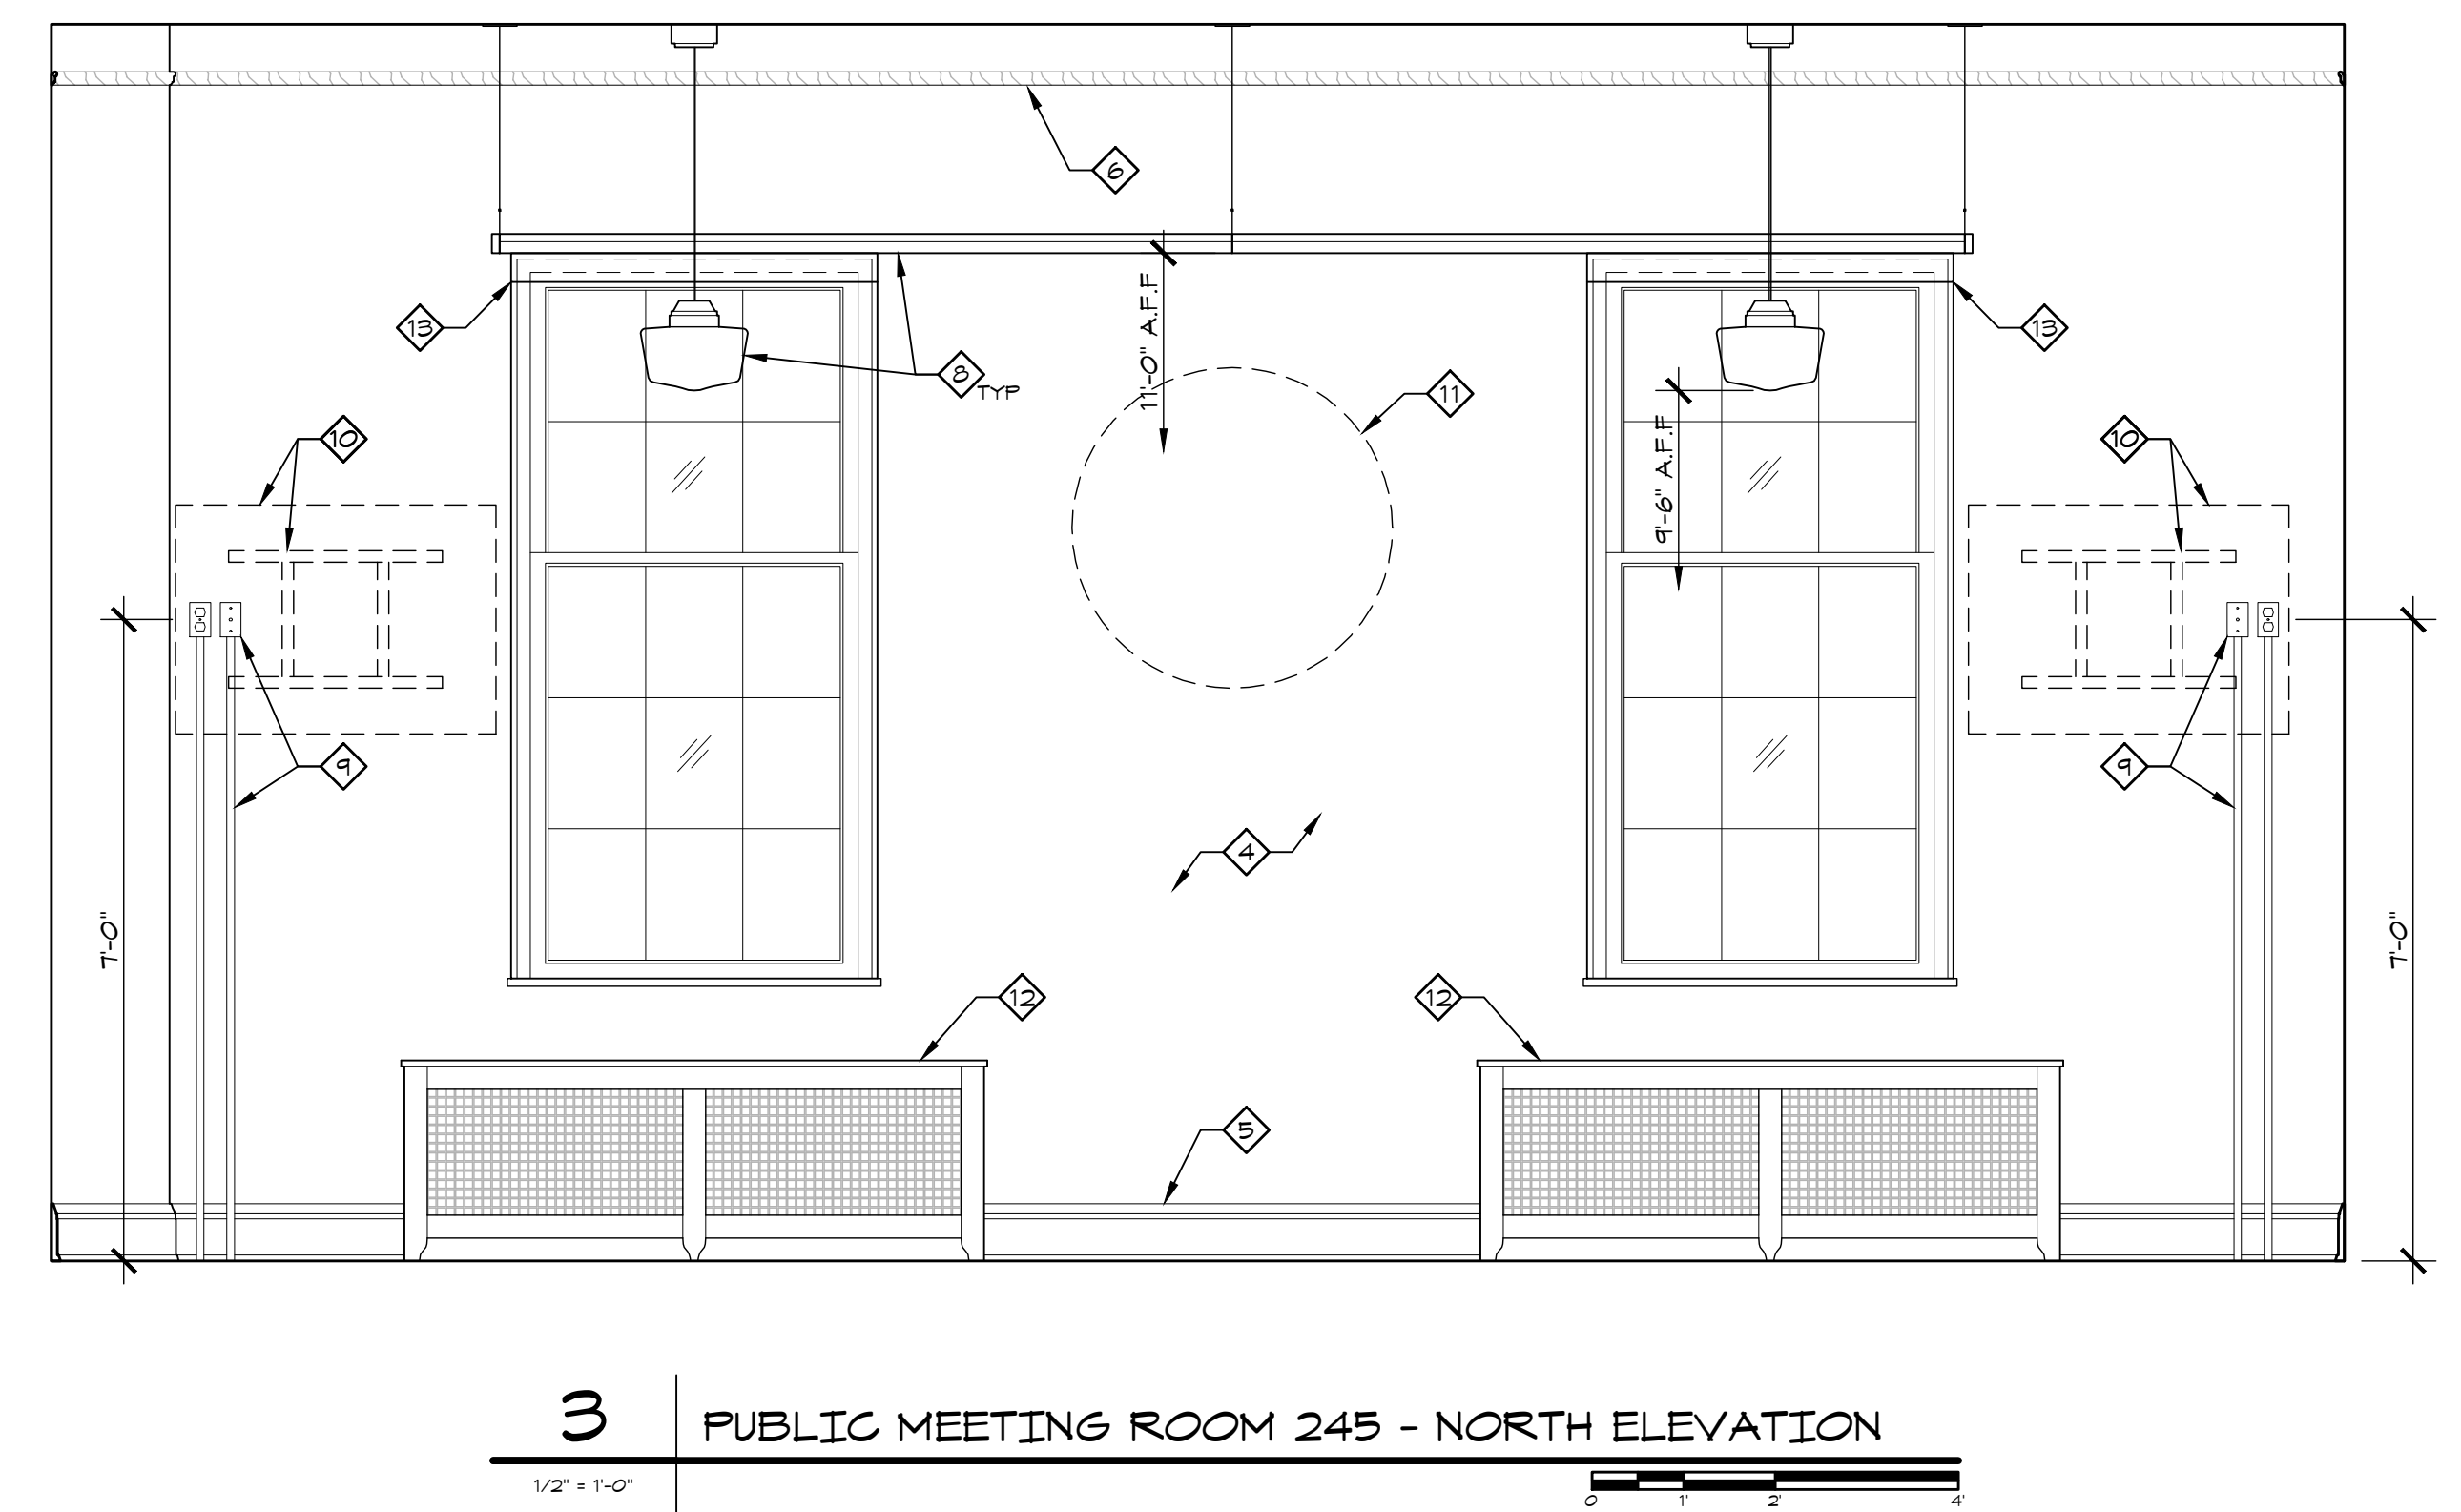 6
13
8
TYP
11'-0" A.F.F
11
13
10
9'-6" A.F.F
10
9
9
4
7'-0"
7'-0"
12
12
5
3
PUBLIC MEETING ROOM 245 - NORTH ELEVATION
1/2" = 1'-0"
0 1' 2' 4'